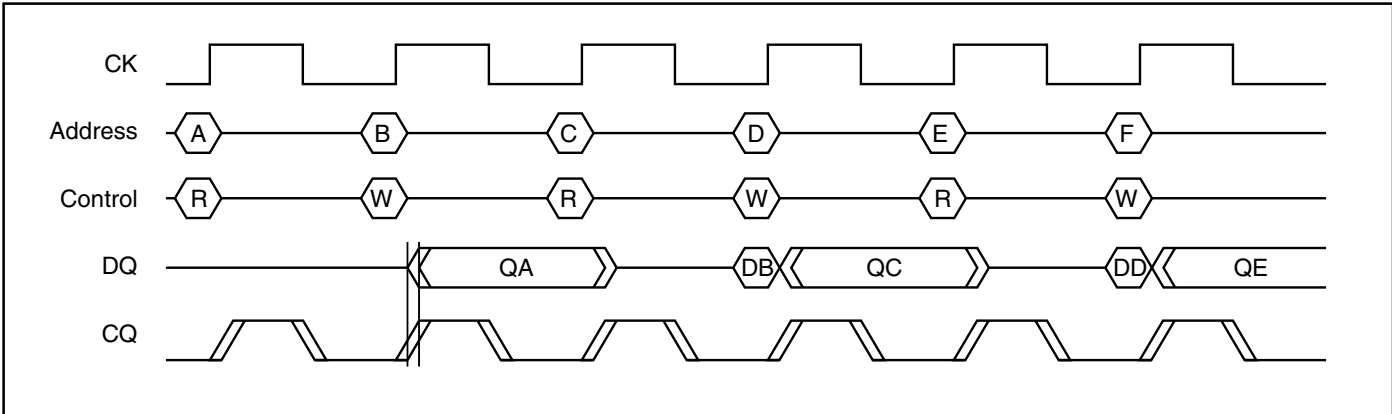 CK
Address A B C D E F
Control R W R W R W
DQ QA DB QC DD QE
CQ